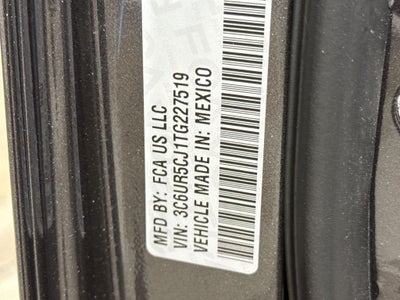 MFD BY: FCA US LLC
VIN: 3C6UR5CJ1TG227519
VEHICLE MADE IN: MEXICO